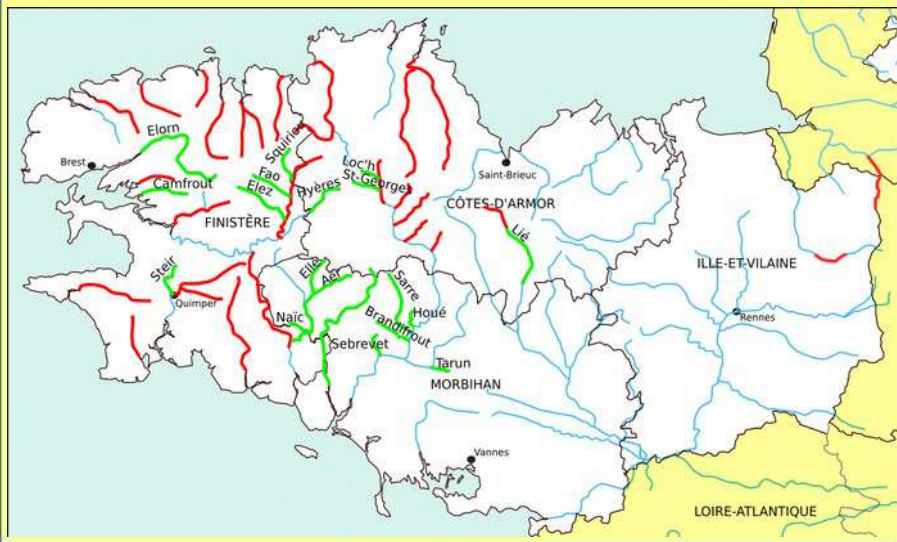 Elorn
Squiriou
Brest
Loc'h
Saint-Brieuc
Fao
St-Georges
Camfrout
Elez
Hyères
CÔTES-D'ARMOR
FINISTÈRE
Lié
ILLE-ET-VILAINE
Steir
Ellé
Aër
Sarre
Quimper
Naïc
Houé
Brandifrout
Rennes
Sebrevet
Tarun
MORBIHAN
Vannes
LOIRE-ATLANTIQUE